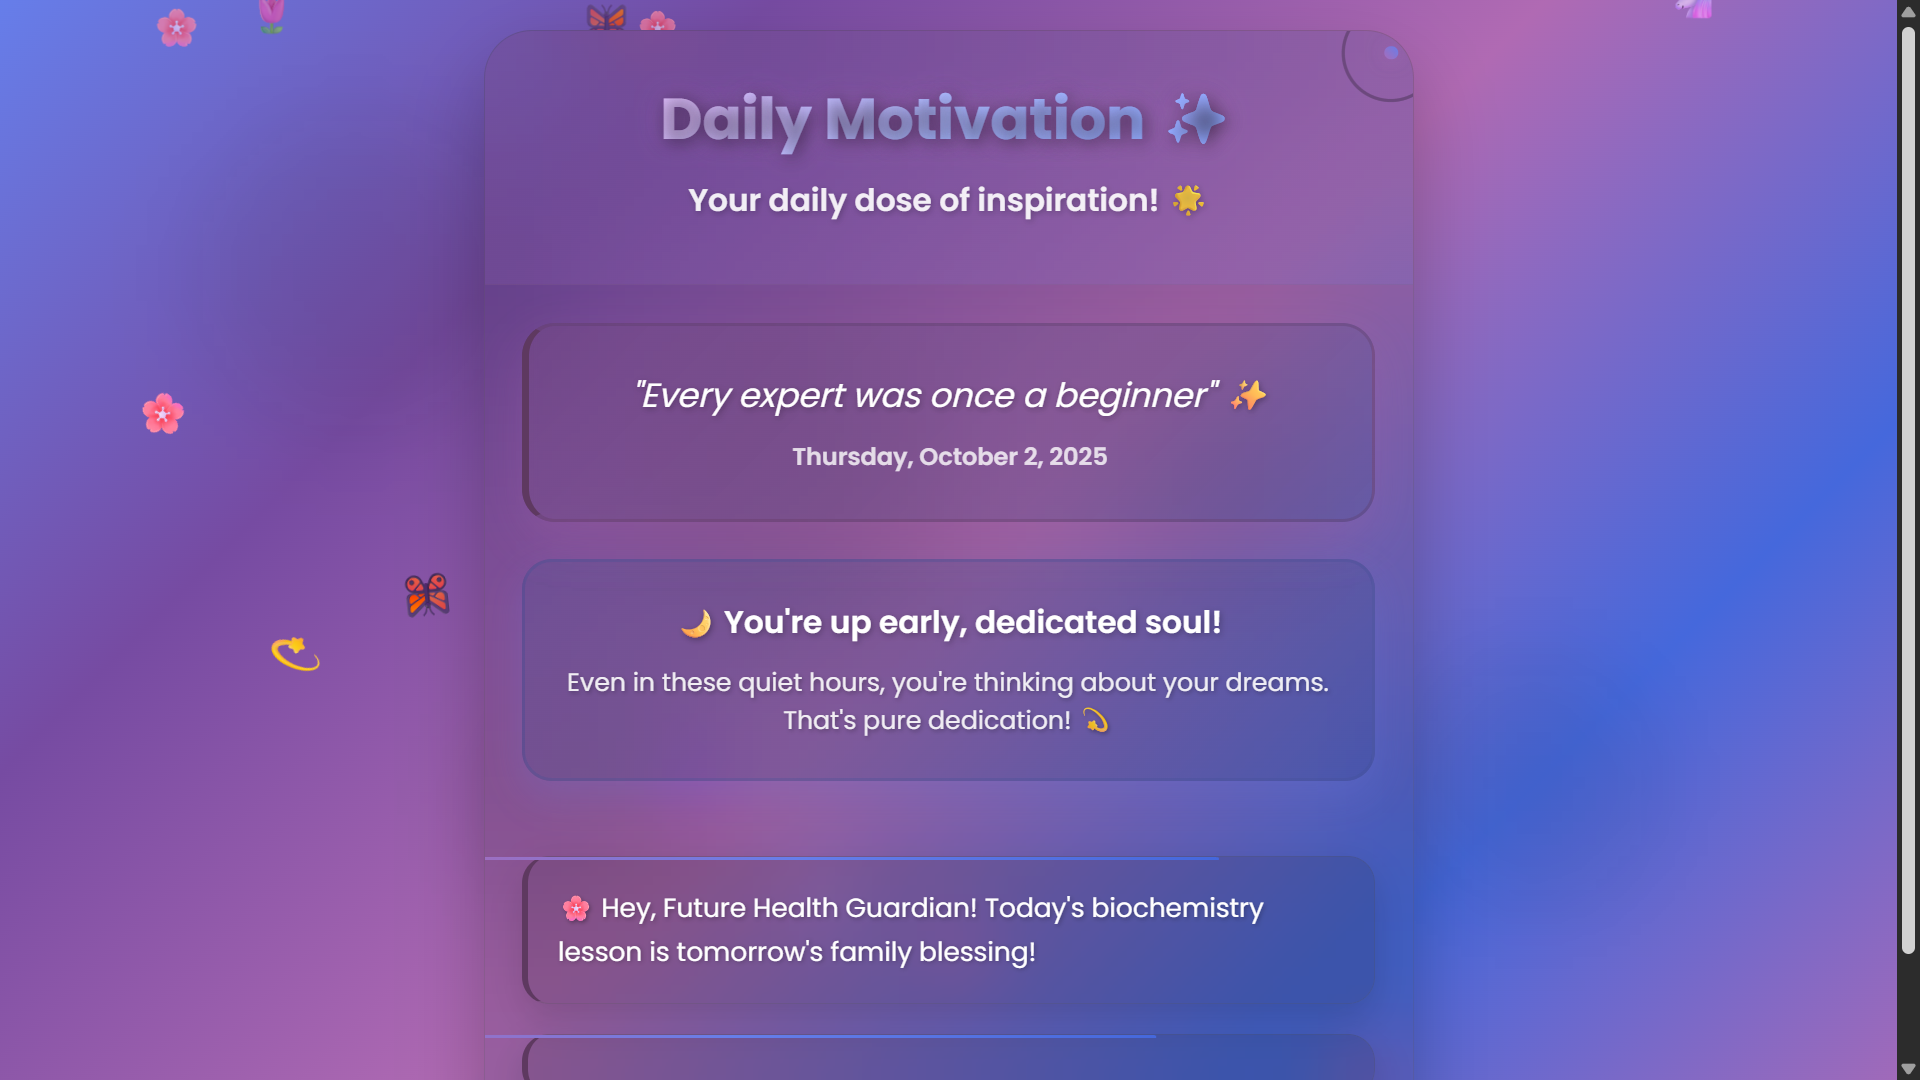 Daily Motivation ✨
Your daily dose of inspiration! 🌟
"Every expert was once a beginner" ✨
Thursday, October 2, 2025
🌙 You're up early, dedicated soul!
Even in these quiet hours, you're thinking about your dreams.
That's pure dedication! 💫
🌸 Hey, Future Health Guardian! Today's biochemistry
lesson is tomorrow's family blessing!